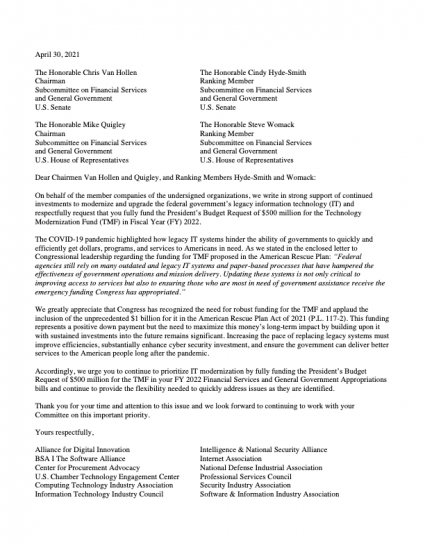 April 30, 2021
The Honorable Chris Van Hollen
Chairman
Subcommittee on Financial Services
and General Government
U.S. Senate
The Honorable Cindy Hyde-Smith
Ranking Member
Subcommittee on Financial Services
and General Government
U.S. Senate
The Honorable Mike Quigley
Chairman
Subcommittee on Financial Services
and General Government
U.S. House of Representatives
The Honorable Steve Womack
Ranking Member
Subcommittee on Financial Services
and General Government
U.S. House of Representatives
Dear Chairmen Van Hollen and Quigley, and Ranking Members Hyde-Smith and Womack:
On behalf of the member companies of the undersigned organizations, we write in strong support of continued
investments to modernize and upgrade the federal government's legacy information technology (IT) and
respectfully request that you fully fund the President's Budget Request of $500 million for the Technology
Modernization Fund (TMF) in Fiscal Year (FY) 2022.
The COVID-19 pandemic highlighted how legacy IT systems hinder the ability of governments to quickly and
efficiently get dollars, programs, and services to Americans in need. As we stated in the enclosed letter to
Congressional leadership regarding the funding for TMF proposed in the American Rescue Plan: "Federal
agencies still rely on many outdated and legacy IT systems and paper-based processes that have hampered the
effectiveness of government operations and mission delivery. Updating these systems is not only critical to
improving access to services but also to ensuring those who are most in need of government assistance receive the
emergency funding Congress has appropriated."
We greatly appreciate that Congress has recognized the need for robust funding for the TMF and applaud the
inclusion of the unprecedented $1 billion for it in the American Rescue Plan Act of 2021 (P.L. 117-2). This funding
represents a positive down payment but the need to maximize this money's long-term impact by building upon it
with sustained investments into the future remains significant. Increasing the pace of replacing legacy systems must
improve efficiencies, substantially enhance cyber security investment, and ensure the government can deliver better
services to the American people long after the pandemic.
Accordingly, we urge you to continue to prioritize IT modernization by fully funding the President's Budget
Request of $500 million for the TMF in your FY 2022 Financial Services and General Government Appropriations
bills and continue to provide the flexibility needed to quickly address issues as they are identified.
Thank you for your time and attention to this issue and we look forward to continuing to work with your
Committee on this important priority.
Yours respectfully,
Alliance for Digital Innovation
BSA I The Software Alliance
Center for Procurement Advocacy
U.S. Chamber Technology Engagement Center
Computing Technology Industry Association
Information Technology Industry Council
Intelligence & National Security Alliance
Internet Association
National Defense Industrial Association
Professional Services Council
Security Industry Association
Software & Information Industry Association